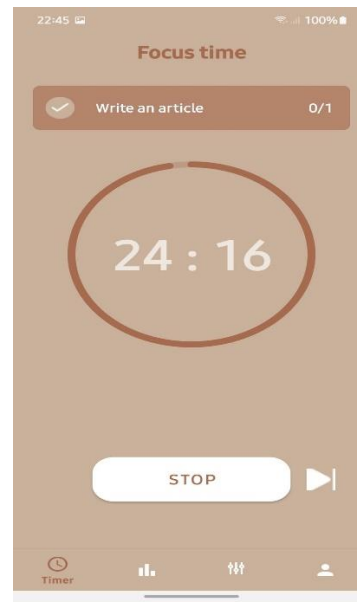 22:45 100%
Focus time
Write an article 0/1
24 : 16
STOP
Timer